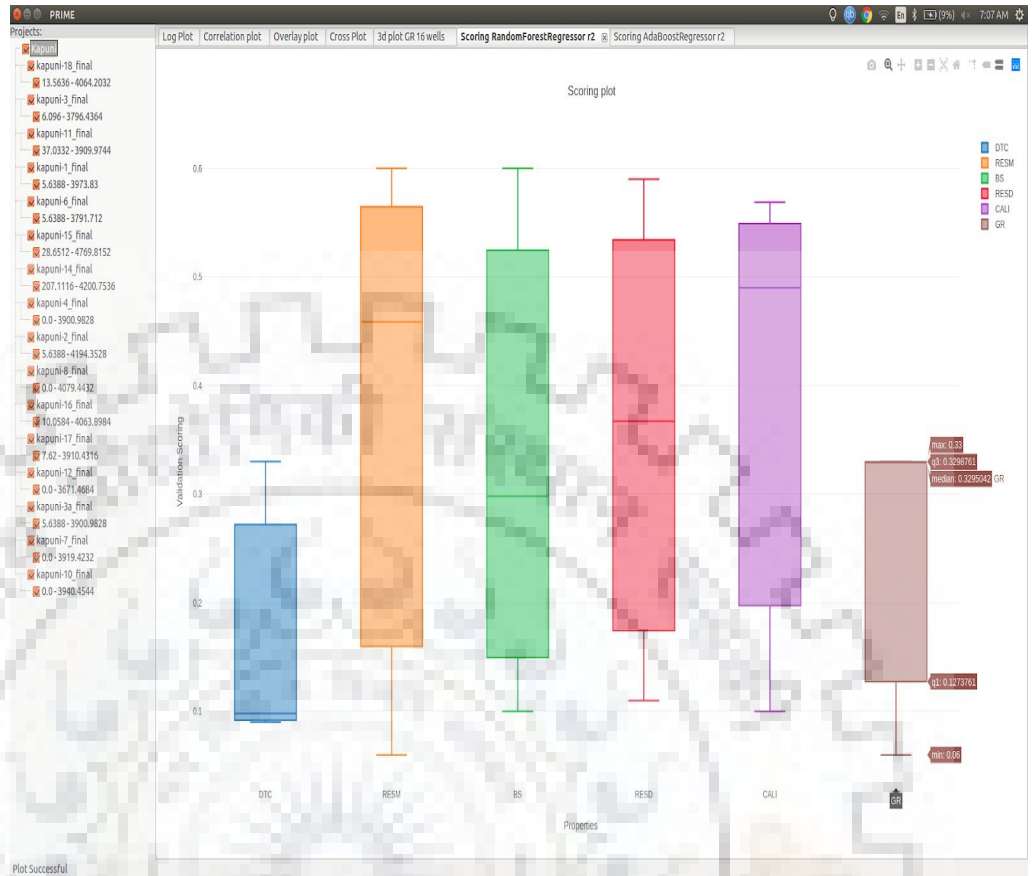 PRIME
En
(9%)
7:07 AM
Projects:
Kapuni
kapuni-18_final
13.5636 - 4064.2032
kapuni-3_final
6.096 - 3796.4364
kapuni-11_final
37.0332 - 3909.9744
kapuni-1_final
5.6388 - 3973.83
kapuni-6_final
5.6388 - 3791.712
kapuni-15_final
28.6512 - 4769.8152
kapuni-14_final
207.1116 - 4200.7536
kapuni-4_final
0.0 - 3900.9828
kapuni-2_final
5.6388 - 4194.3528
kapuni-8_final
0.0 - 4079.4432
kapuni-16_final
10.0584 - 4063.8984
kapuni-17_final
7.62 - 3910.4316
kapuni-12_final
0.0 - 3671.4684
kapuni-3a_final
5.6388 - 3900.9828
kapuni-7_final
0.0 - 3919.4232
kapuni-10_final
0.0 - 3940.4544
Log Plot
Correlation plot
Overlay plot
Cross Plot
3d plot GR 16 wells
Scoring RandomForestRegressor r2
Scoring AdaBoostRegressor r2
Scoring plot
DTC
RESM
BS
RESD
CALI
GR
0.6
0.5
0.4
0.3
0.2
0.1
Validation Scoring
max: 0.33
q3: 0.3298761
median: 0.3295042 GR
q1: 0.1273761
min: 0.06
DTC
RESM
BS
RESD
CALI
GR
Properties
Plot Successful